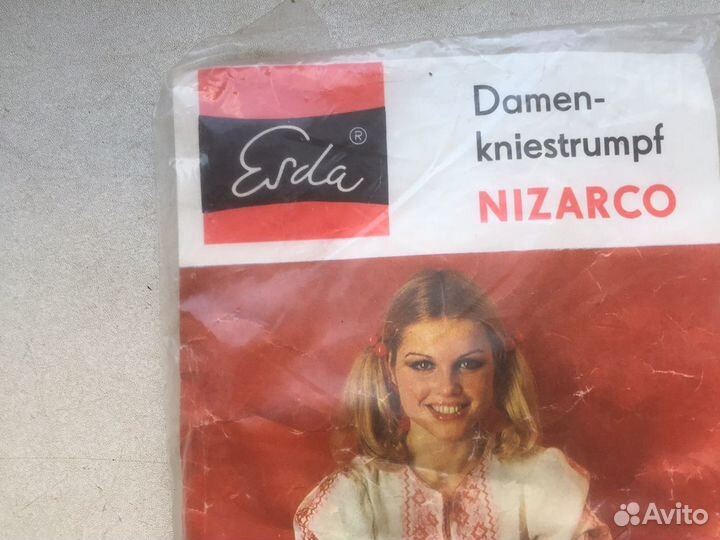 Esda ®
Damen-
kniestrumpf
NIZARCO
Avito